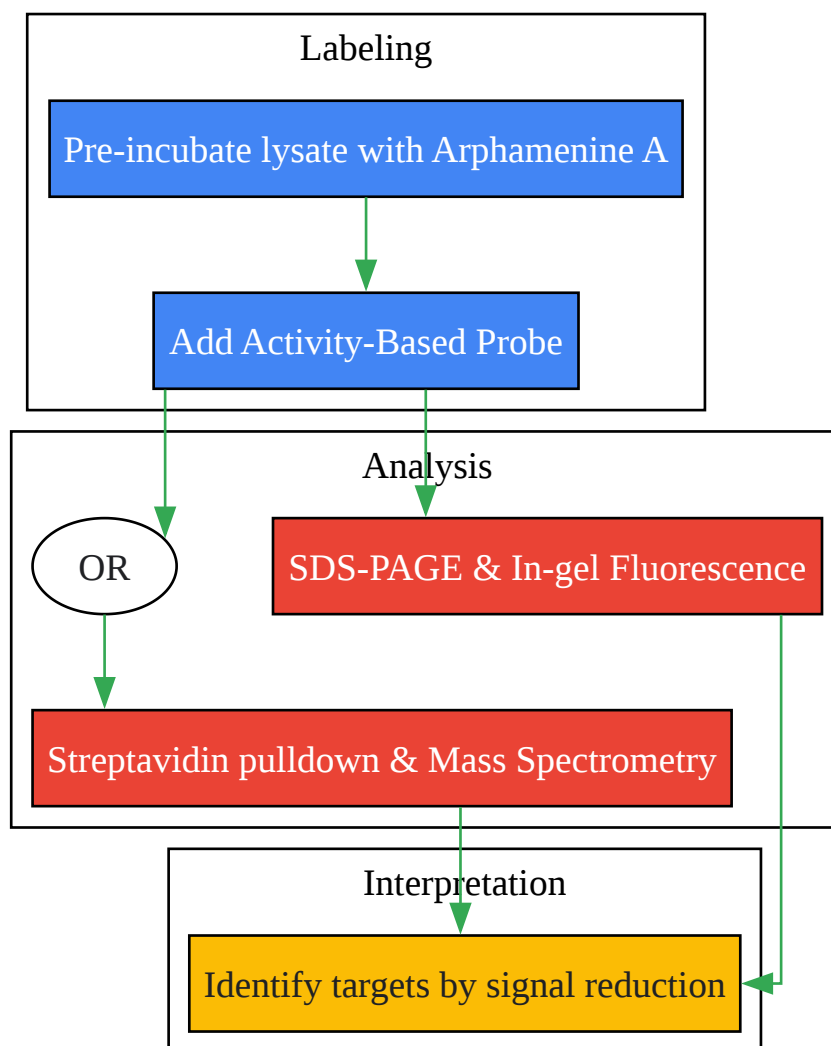 Labeling
Pre-incubate lysate with Arphamenine A
Add Activity-Based Probe
Analysis
OR
SDS-PAGE & In-gel Fluorescence
Streptavidin pulldown & Mass Spectrometry
Interpretation
Identify targets by signal reduction